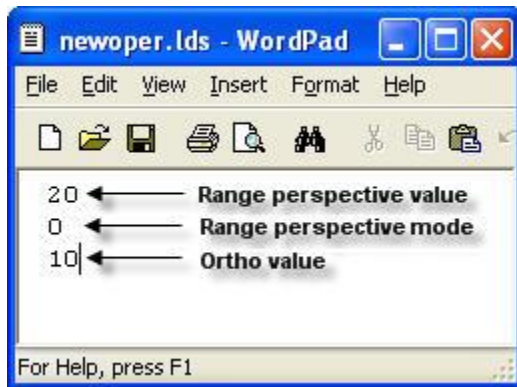 newoper.lds - WordPad
File Edit View Insert Format Help
20 Range perspective value
0 Range perspective mode
10 Ortho value
For Help, press F1